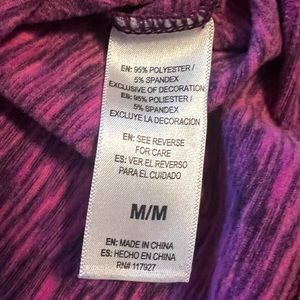 EN: 95% POLYESTER /
5% SPANDEX
EXCLUSIVE OF DECORATION
ES: 95% POLIESTER /
5% SPANDEX
EXCLUYE LA DECORACION
EN: SEE REVERSE
FOR CARE
ES: VER EL REVERSO
PARA EL CUIDADO
M/M
EN: MADE IN CHINA
ES: HECHO EN CHINA
RN# 117927